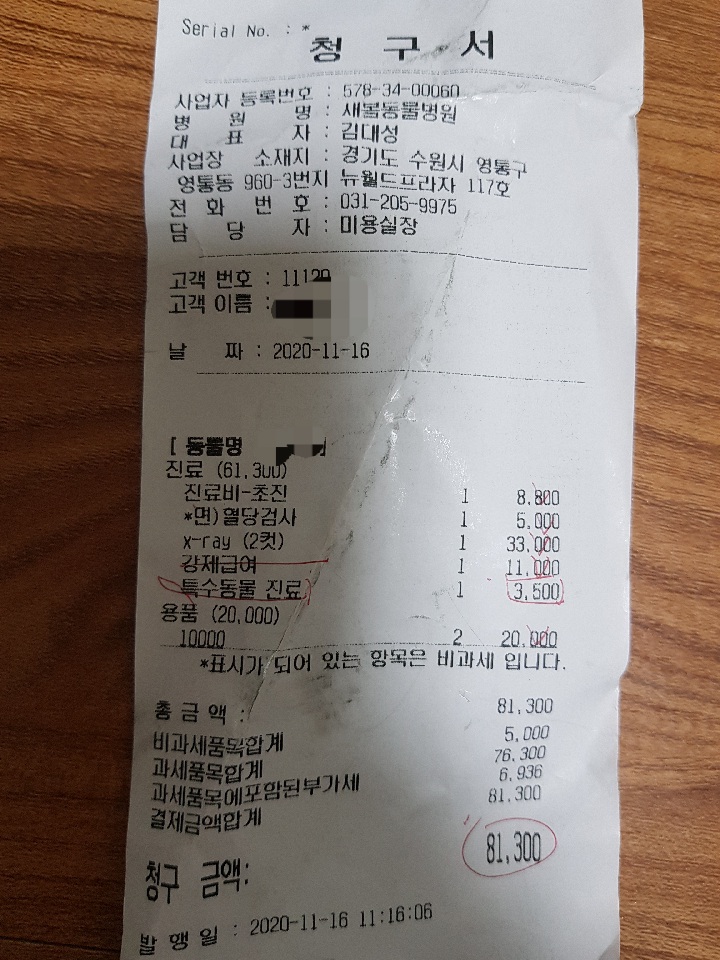 Serial No. : *
청 구 서
사업자 등록번호 : 578-34-00060
병 원 명 : 새봄동물병원
대 표 자 : 김대성
사업장 소재지 : 경기도 수원시 영통구
영통동 960-3번지 뉴월드프라자 117호
전 화 번 호 : 031-205-9975
담 당 자 : 미용실장
고객 번호 : 11129
고객 이름 :
날 짜 : 2020-11-16
[ 동물명 ]
진료 (61,300)
진료비-초진 1 8,800
*면)혈당검사 1 5,000
x-ray (2컷) 1 33,000
강제급여 1 11,000
특수동물 진료 1 3,500
용품 (20,000)
10000 2 20,000
*표시가 되어 있는 항목은 비과세 입니다.
총 금 액 : 81,300
비과세품목합계 5,000
과세품목합계 76,300
과세품목에포함된부가세 6,936
결제금액합계 81,300
청구 금액: 81,300
발 행 일 : 2020-11-16 11:16:06